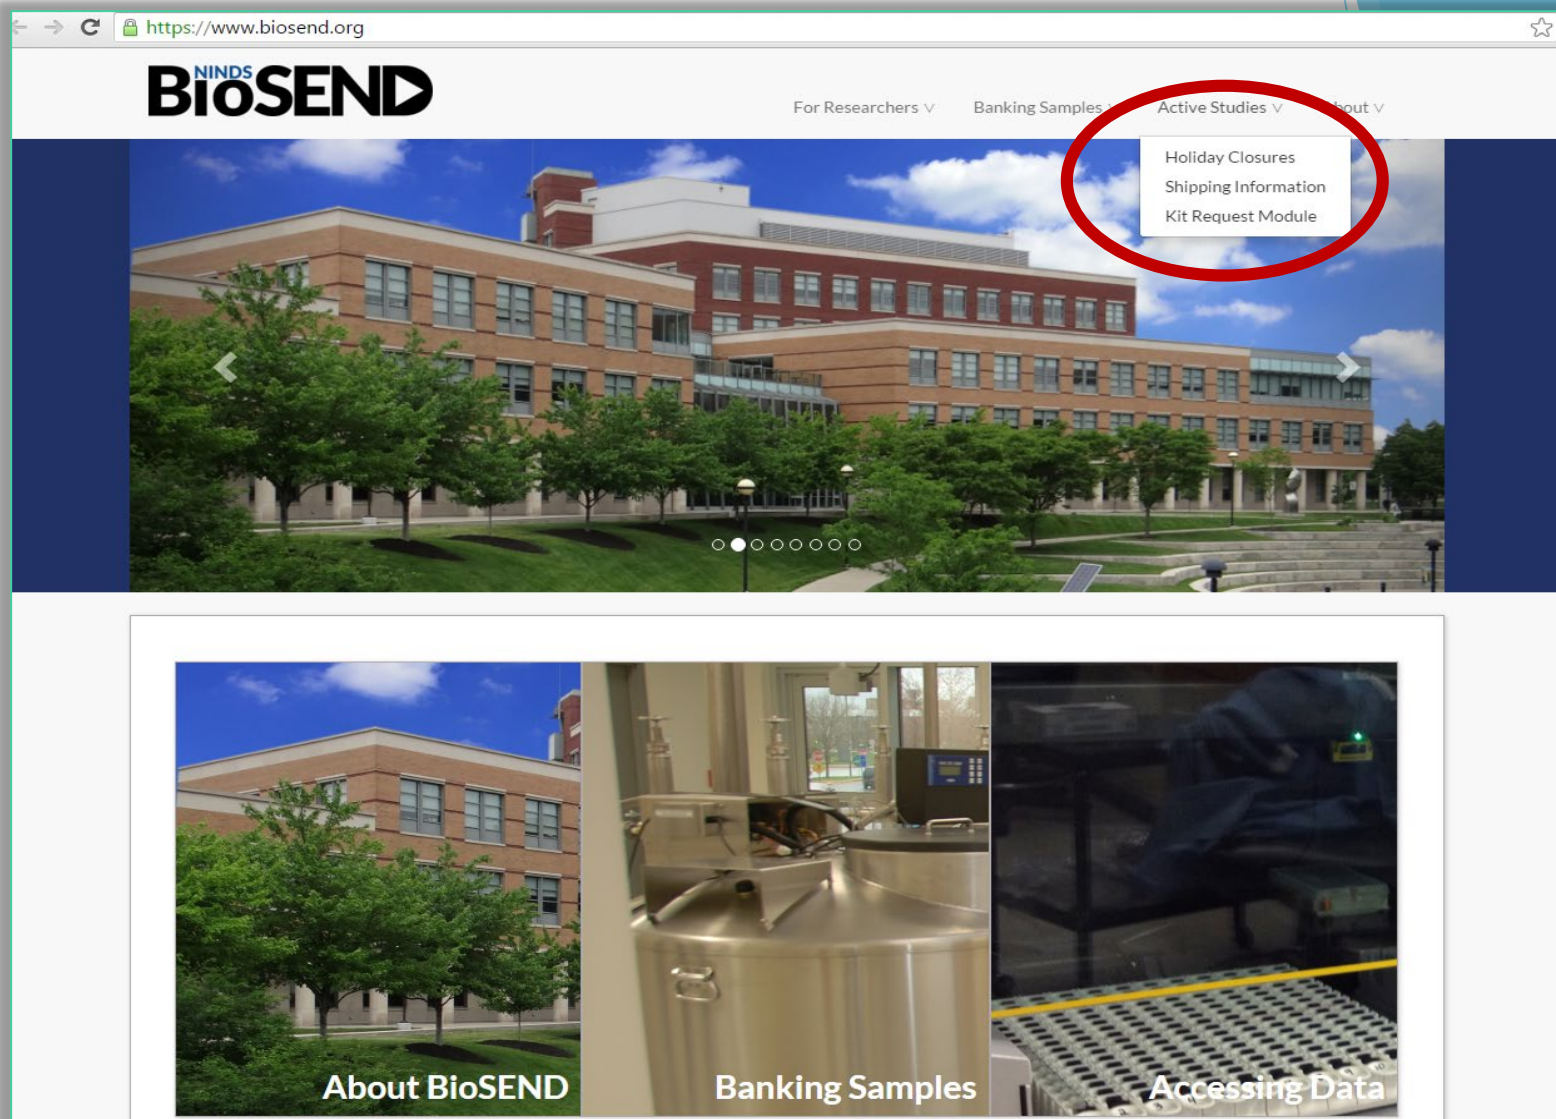 https://www.biosend.org
NINDS
BioSEND
For Researchers Banking Samples Active Studies About
Holiday Closures
Shipping Information
Kit Request Module
About BioSEND
Banking Samples
Accessing Data